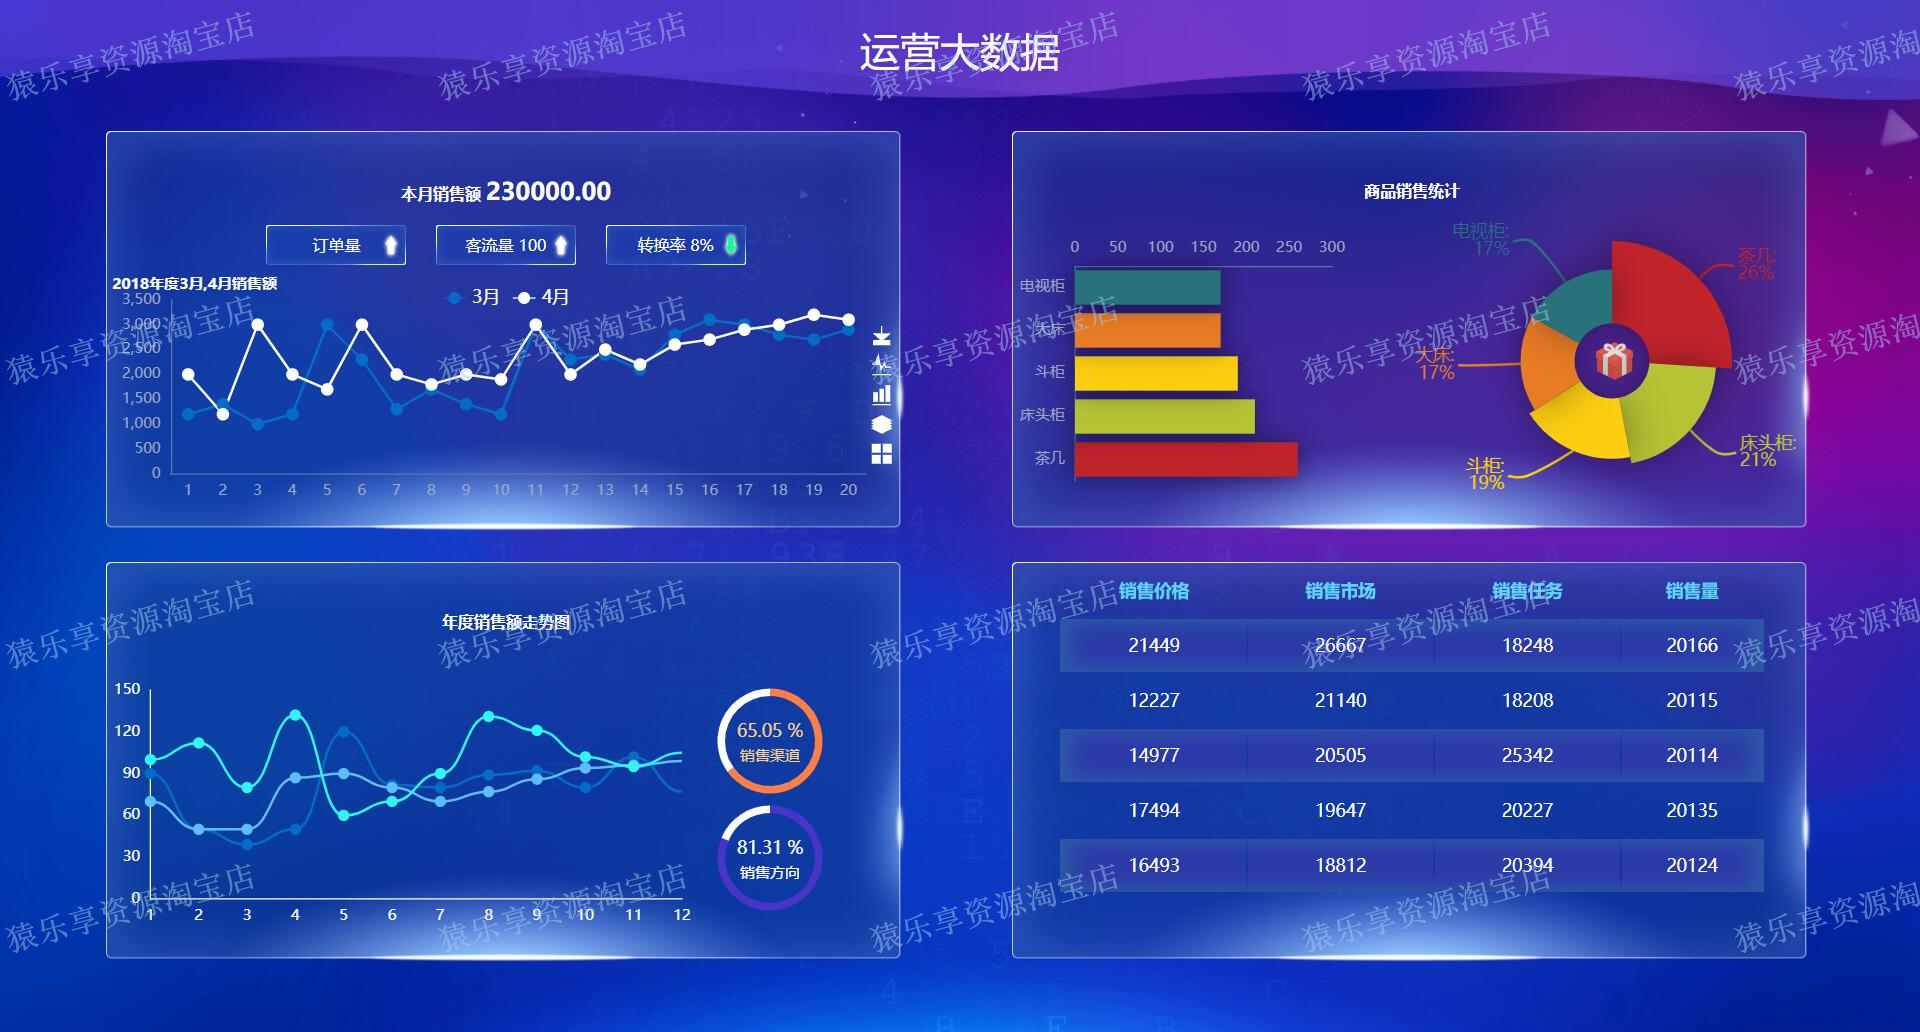 运营大数据
本月销售额 230000.00
订单量
客流量 100
转换率 8%
2018年度3月,4月销售额
3月
4月
3,500
3,000
2,500
2,000
1,500
1,000
500
0
1 2 3 4 5 6 7 8 9 10 11 12 13 14 15 16 17 18 19 20
商品销售统计
0 50 100 150 200 250 300
电视柜
大床
斗柜
床头柜
茶几
电视柜:
17%
茶几:
26%
大床:
17%
床头柜:
21%
斗柜:
19%
年度销售额走势图
150
120
90
60
30
0
1 2 3 4 5 6 7 8 9 10 11 12
65.05 %
销售渠道
81.31 %
销售方向
销售价格 销售市场 销售任务 销售量
21449 26667 18248 20166
12227 21140 18208 20115
14977 20505 25342 20114
17494 19647 20227 20135
16493 18812 20394 20124
猿乐享资源淘宝店